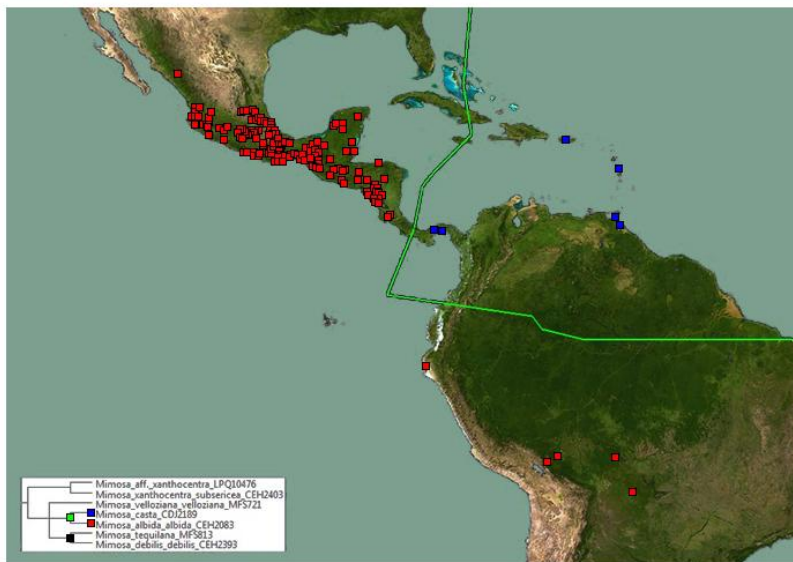 Mimosa_aff._xanthocentra_LPQ10476
Mimosa_xanthocentra_subsericea_CEH2403
Mimosa_velloziana_velloziana_MFS721
Mimosa_casta_CDJ2189
Mimosa_albida_albida_CEH2083
Mimosa_tequilana_MFS813
Mimosa_debilis_debilis_CEH2393